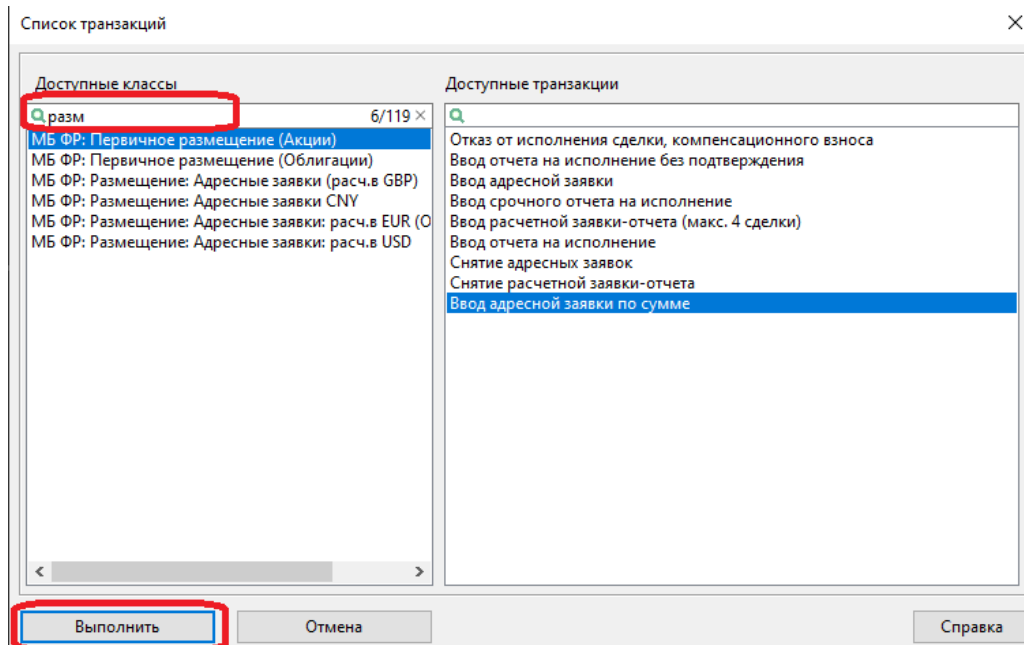 Список транзакций
Доступные классы
разм 6/119
МБ ФР: Первичное размещение (Акции)
МБ ФР: Первичное размещение (Облигации)
МБ ФР: Размещение: Адресные заявки (расч.в GBP)
МБ ФР: Размещение: Адресные заявки CNY
МБ ФР: Размещение: Адресные заявки: расч.в EUR (О
МБ ФР: Размещение: Адресные заявки: расч.в USD
Доступные транзакции
Отказ от исполнения сделки, компенсационного взноса
Ввод отчета на исполнение без подтверждения
Ввод адресной заявки
Ввод срочного отчета на исполнение
Ввод расчетной заявки-отчета (макс. 4 сделки)
Ввод отчета на исполнение
Снятие адресных заявок
Снятие расчетной заявки-отчета
Ввод адресной заявки по сумме
Выполнить
Отмена
Справка